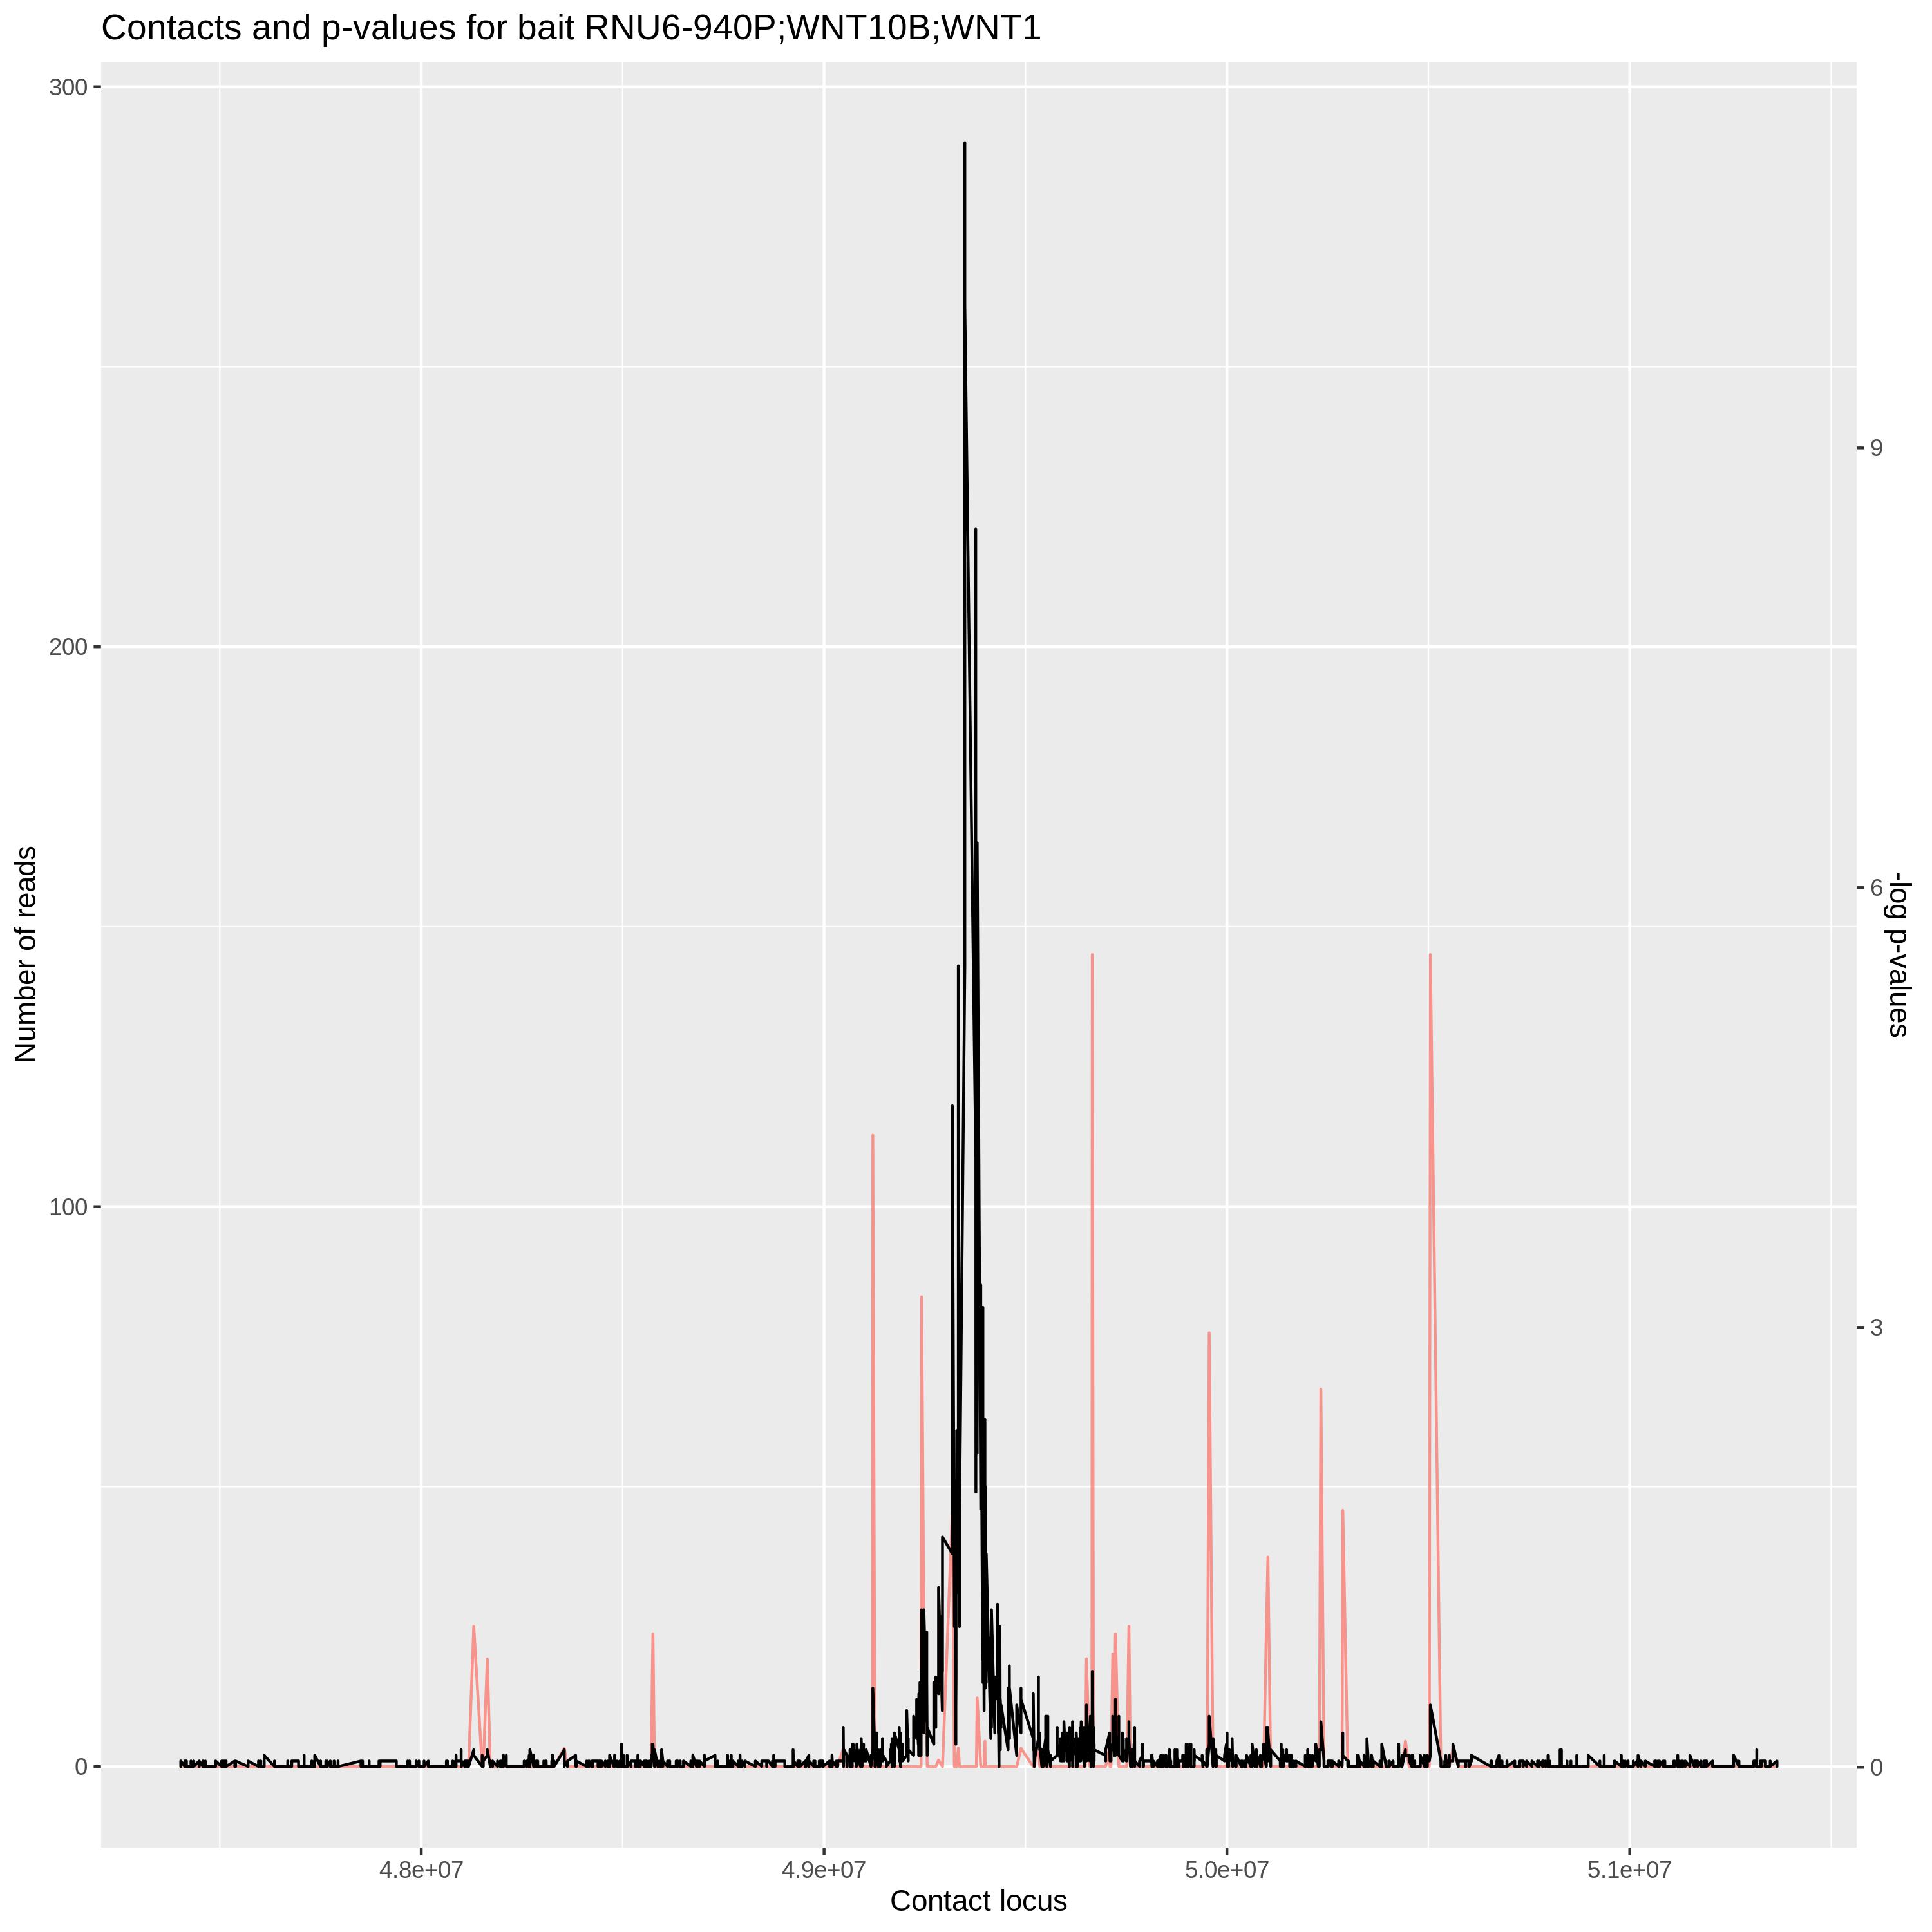 Contacts and p-values for bait RNU6-940P;WNT10B;WNT1
300
200
100
0
Number of reads
9
6
3
0
-log p-values
4.8e+07
4.9e+07
5.0e+07
5.1e+07
Contact locus